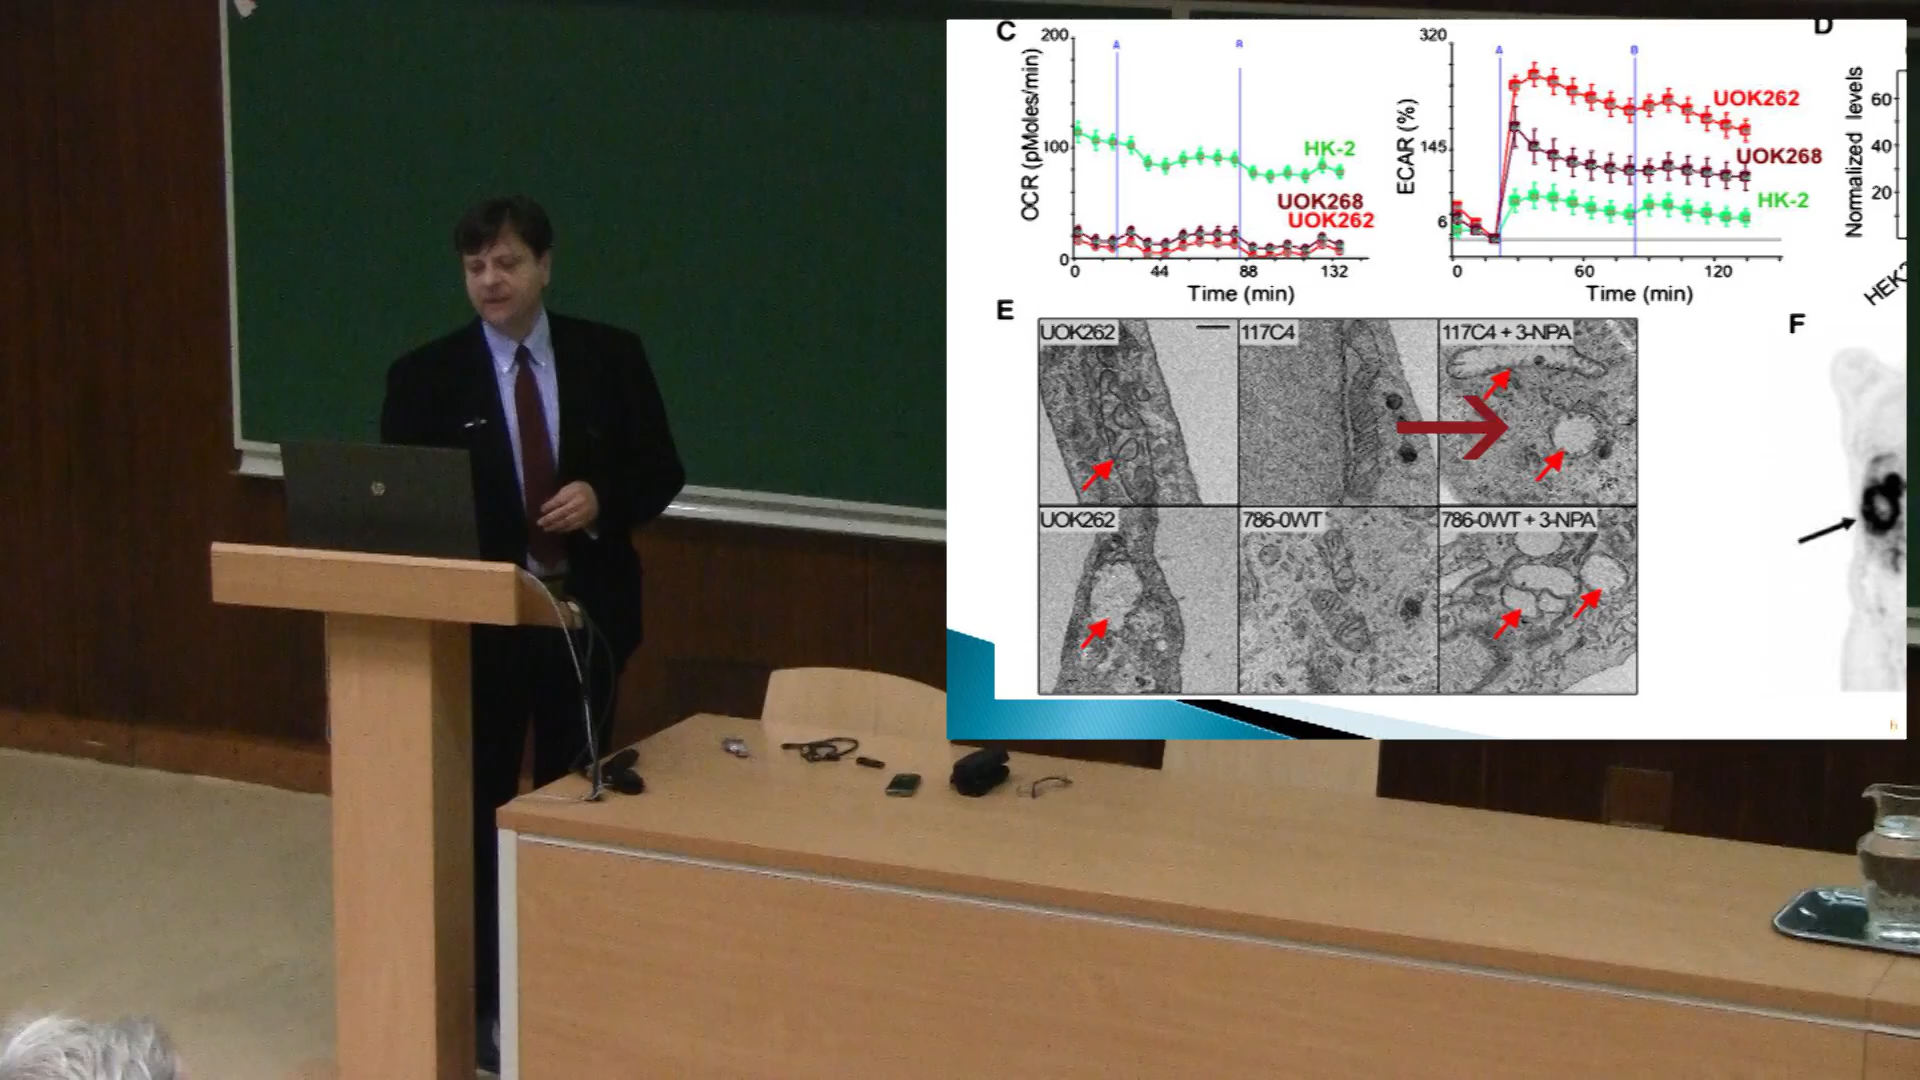 C
200
100
0
OCR (pMoles/min)
A
B
HK-2
UOK268
UOK262
0 44 88 132
Time (min)
320
145
6
ECAR (%)
A
B
UOK262
UOK268
HK-2
0 60 120
Time (min)
D
Normalized levels
60
40
20
E
UOK262
117C4
117C4 + 3-NPA
UOK262
786-0WT
786-0WT + 3-NPA
F
hp